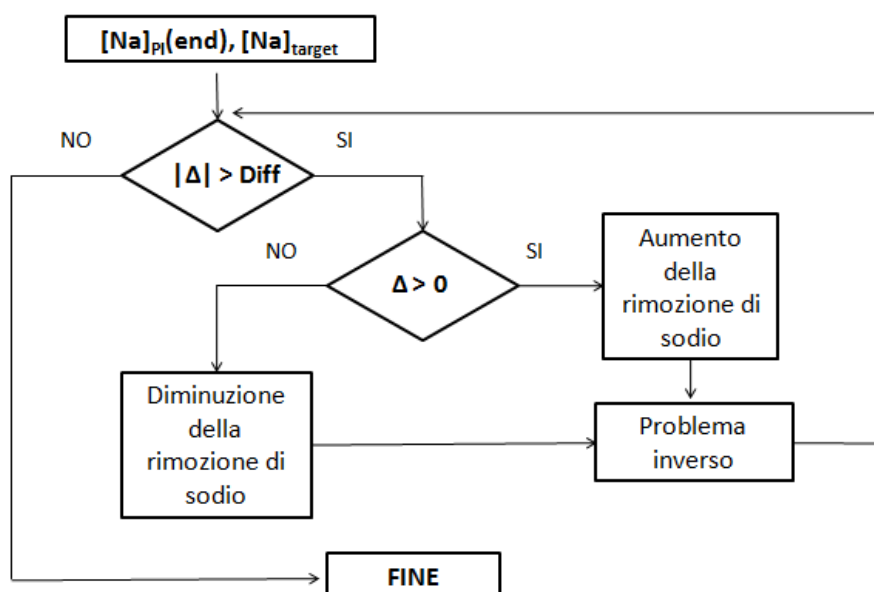 [Na]PI(end), [Na]target
NO
SI
|Δ| > Diff
NO
SI
Δ > 0
Aumento
della
rimozione di
sodio
Diminuzione
della
rimozione di
sodio
Problema
inverso
FINE